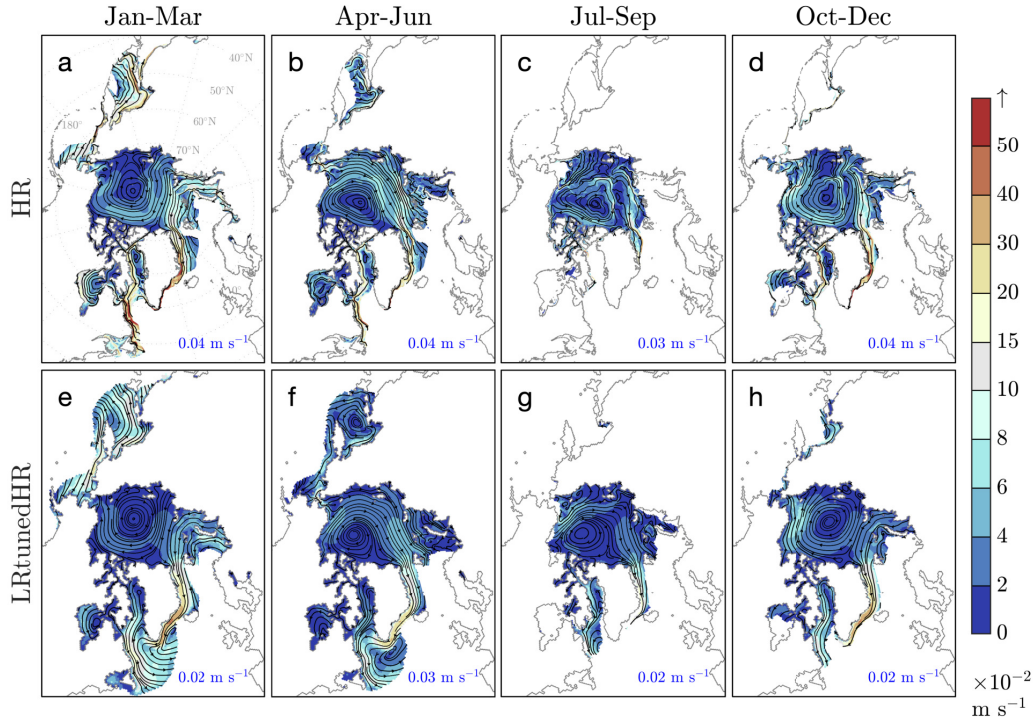 Jan-Mar
Apr-Jun
Jul-Sep
Oct-Dec
HR
a
40°N
50°N
60°N
180°
70°N
0.04 m s⁻¹
b
0.04 m s⁻¹
c
0.03 m s⁻¹
d
0.04 m s⁻¹
LRtunedHR
e
0.02 m s⁻¹
f
0.03 m s⁻¹
g
0.02 m s⁻¹
h
0.02 m s⁻¹
↑
50
40
30
20
15
10
8
6
4
2
0
×10⁻²
m s⁻¹